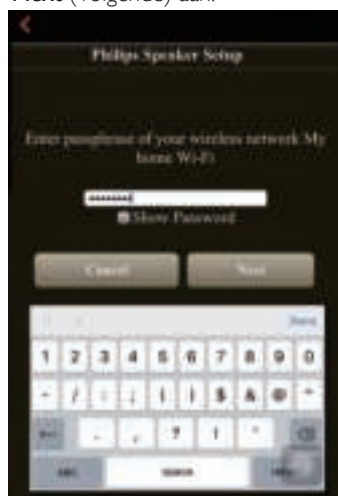 Next (Volgende) aan.
Philips Speaker Setup
Enter passphrase of your wireless network My
home Wi-Fi
Show Password
Cancel
Next
1 2 3 4 5 6 7 8 9 0
- / : ; ( ) $ & @ "
. , ? ! '
ABC